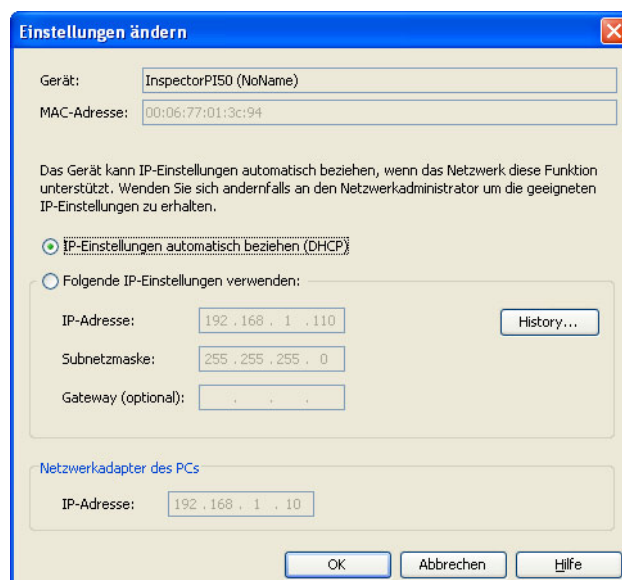 Einstellungen ändern
Gerät: InspectorPI50 (NoName)
MAC-Adresse: 00:06:77:01:3c:94
Das Gerät kann IP-Einstellungen automatisch beziehen, wenn das Netzwerk diese Funktion
unterstützt. Wenden Sie sich andernfalls an den Netzwerkadministrator um die geeigneten
IP-Einstellungen zu erhalten.
IP-Einstellungen automatisch beziehen (DHCP)
Folgende IP-Einstellungen verwenden:
IP-Adresse: 192 . 168 . 1 . 110 History...
Subnetzmaske: 255 . 255 . 255 . 0
Gateway (optional): . . .
Netzwerkadapter des PCs
IP-Adresse: 192 . 168 . 1 . 10
OK Abbrechen Hilfe